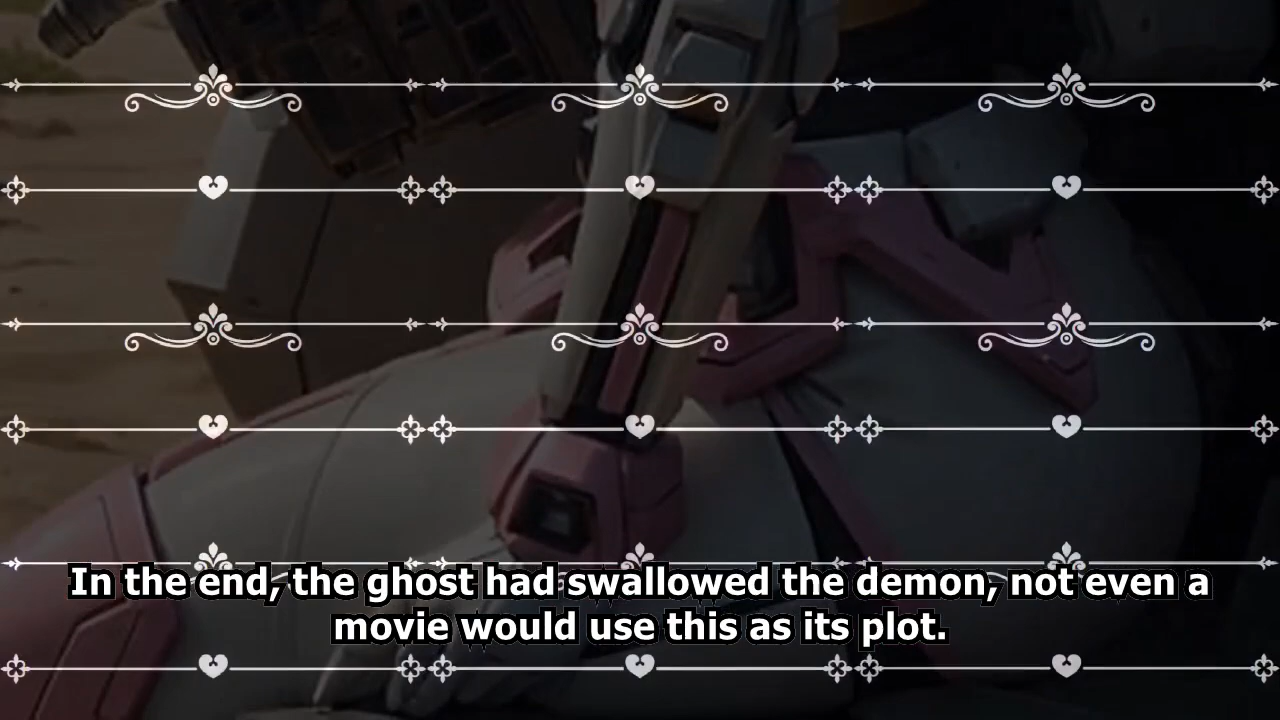 In the end, the ghost had swallowed the demon, not even a
movie would use this as its plot.